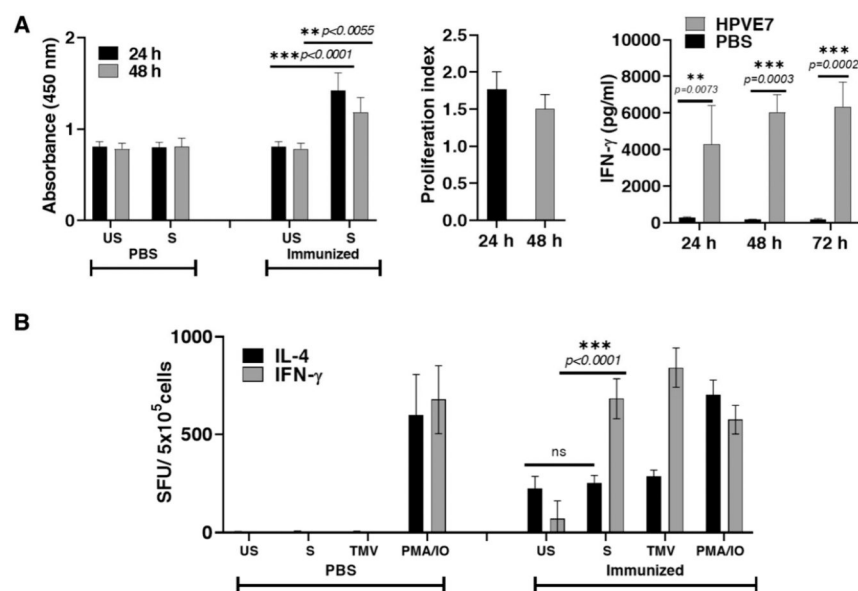 A
Absorbance (450 nm)
2
1
0
24 h
48 h
** p<0.0055
*** p<0.0001
US
S
US
S
PBS
Immunized
Proliferation index
2.5
2.0
1.5
1.0
0.5
0.0
24 h
48 h
HPVE7
PBS
IFN-γ (pg/ml)
10000
8000
6000
4000
2000
0
**
p=0.0073
***
p=0.0003
***
p=0.0002
24 h
48 h
72 h
B
SFU/ 5x10⁵cells
1000
500
0
IL-4
IFN-γ
***
p<0.0001
ns
US
S
TMV
PMA/IO
US
S
TMV
PMA/IO
PBS
Immunized